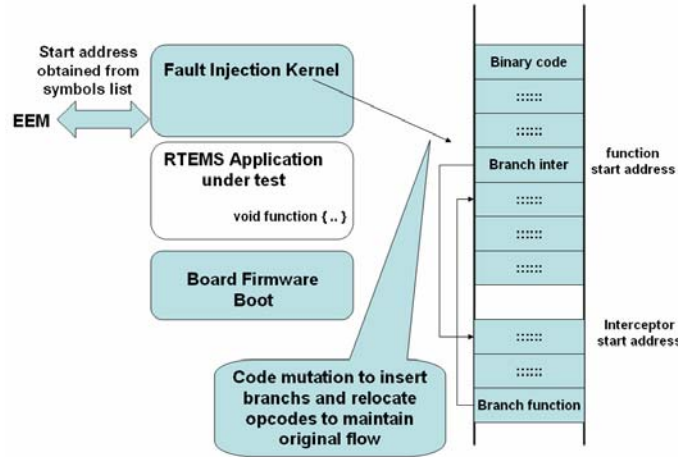 Start address
obtained from
symbols list
EEM
Fault Injection Kernel
RTEMS Application
under test
void function { .. }
Board Firmware
Boot
Code mutation to insert
branchs and relocate
opcodes to maintain
original flow
Binary code
::::::
::::::
Branch inter
::::::
::::::
::::::
::::::
::::::
Branch function
function
start address
Interceptor
start address